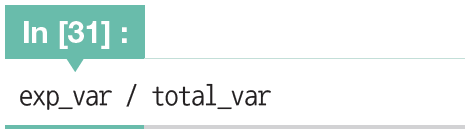 In [31] :
exp_var / total_var